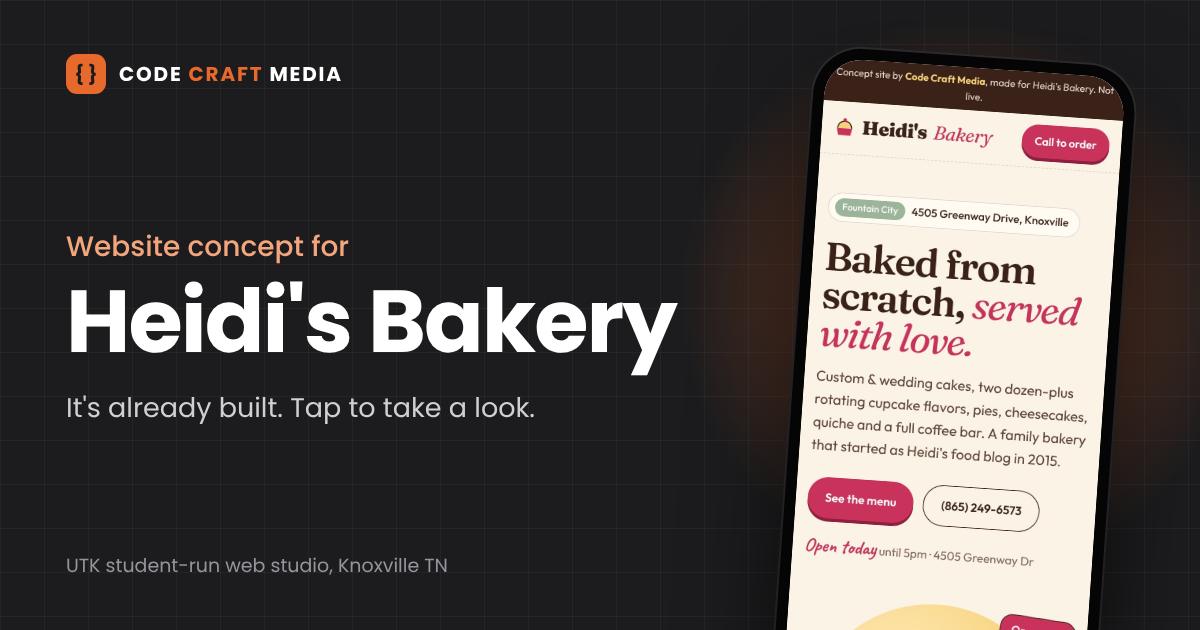 { } CODE CRAFT MEDIA
Website concept for
Heidi's Bakery
It's already built. Tap to take a look.
UTK student-run web studio, Knoxville TN
Concept site by Code Craft Media, made for Heidi's Bakery. Not
live.
Heidi's Bakery
Call to order
Fountain City
4505 Greenway Drive, Knoxville
Baked from
scratch, served
with love.
Custom & wedding cakes, two dozen-plus
rotating cupcake flavors, pies, cheesecakes,
quiche and a full coffee bar. A family bakery
that started as Heidi's food blog in 2015.
See the menu
(865) 249-6573
Open today until 5pm · 4505 Greenway Dr